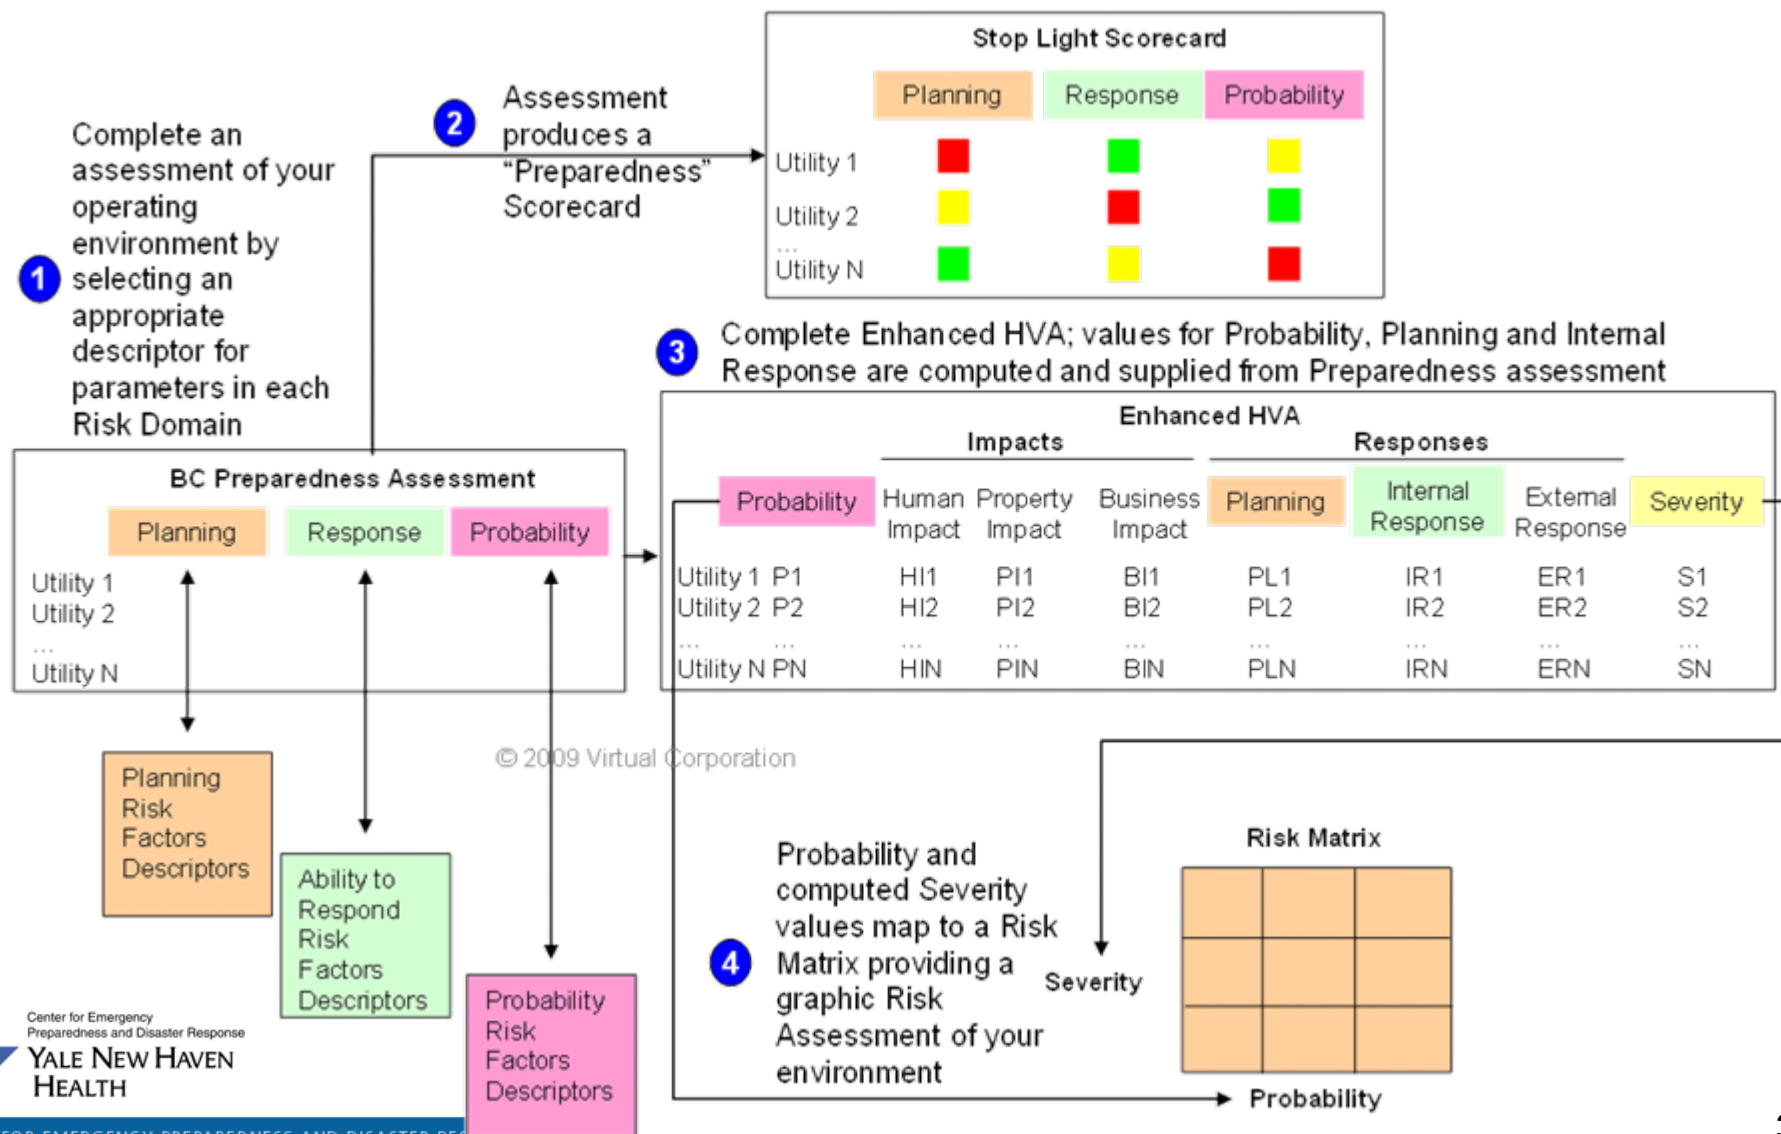 Stop Light Scorecard
Planning
Response
Probability
Utility 1
Utility 2
...
Utility N
2
Assessment
produces a
“Preparedness”
Scorecard
1
Complete an
assessment of your
operating
environment by
selecting an
appropriate
descriptor for
parameters in each
Risk Domain
3
Complete Enhanced HVA; values for Probability, Planning and Internal
Response are computed and supplied from Preparedness assessment
BC Preparedness Assessment
Planning
Response
Probability
Utility 1
Utility 2
...
Utility N
Enhanced HVA
Impacts
Responses
Probability
Human
Impact
Property
Impact
Business
Impact
Planning
Internal
Response
External
Response
Severity
Utility 1 P1 HI1 PI1 BI1 PL1 IR1 ER1 S1
Utility 2 P2 HI2 PI2 BI2 PL2 IR2 ER2 S2
... ... ... ... ... ... ... ... ...
Utility N PN HIN PIN BIN PLN IRN ERN SN
© 2009 Virtual Corporation
Planning
Risk
Factors
Descriptors
Ability to
Respond
Risk
Factors
Descriptors
Probability
Risk
Factors
Descriptors
4
Probability and
computed Severity
values map to a Risk
Matrix providing a
graphic Risk
Assessment of your
environment
Severity
Risk Matrix
Probability
Center for Emergency
Preparedness and Disaster Response
YALE NEW HAVEN
HEALTH